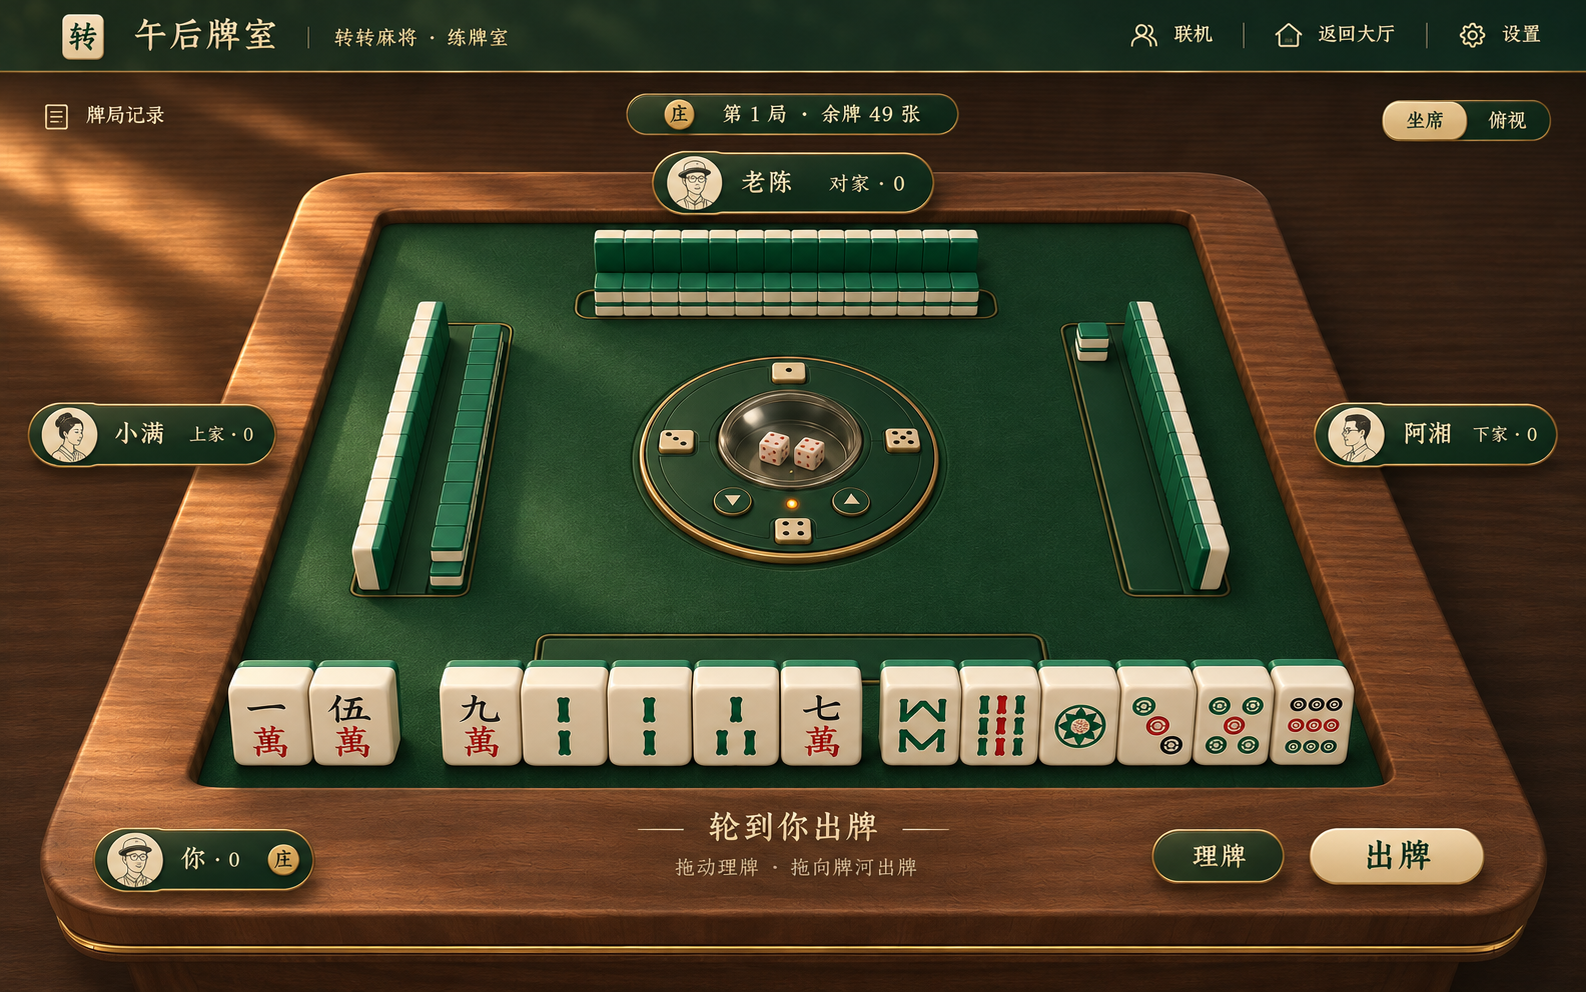 转 午后牌室 转转麻将 · 练牌室
联机 返回大厅 设置
牌局记录
庄 第 1 局 · 余牌 49 张
坐席 俯视
老陈 对家 · 0
小满 上家 · 0
阿湘 下家 · 0
一萬 伍萬 九萬 七萬
轮到你出牌
拖动理牌 · 拖向牌河出牌
你 · 0 庄
理牌
出牌